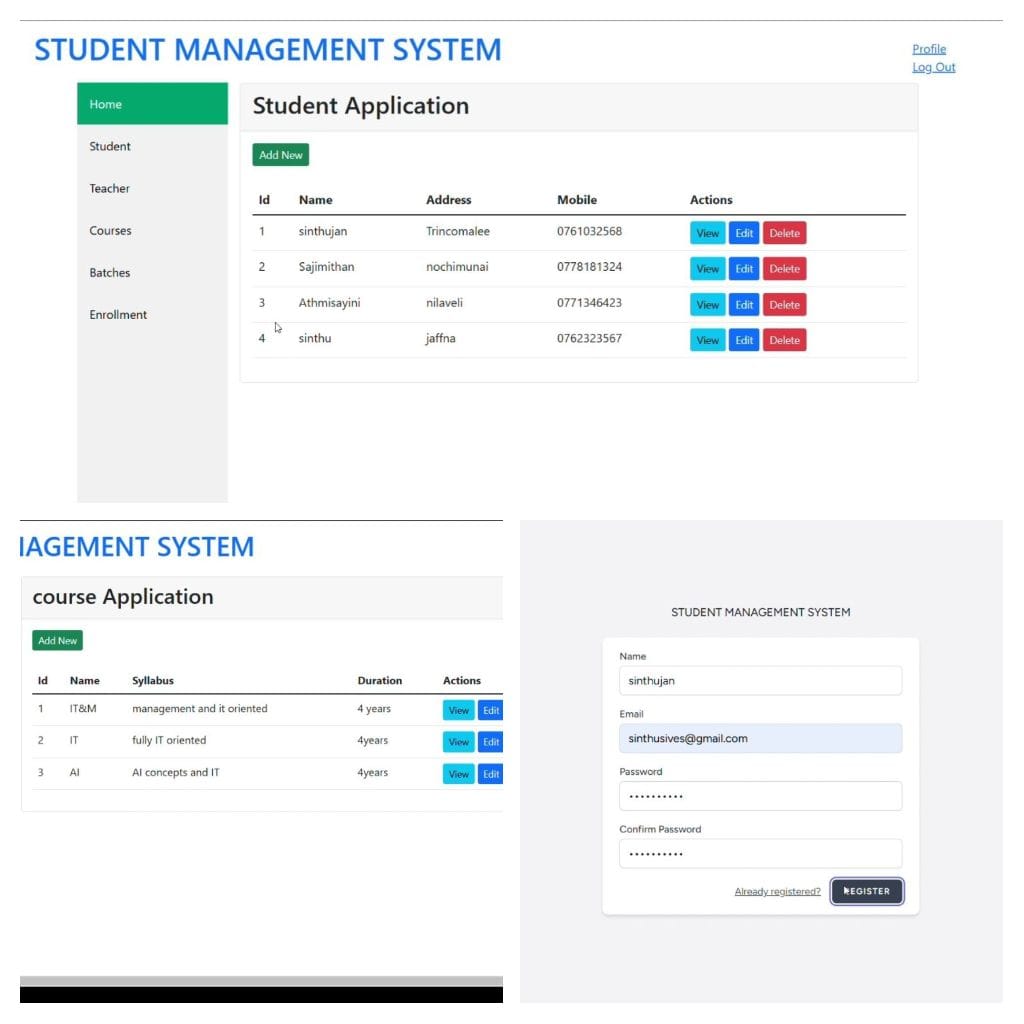 STUDENT MANAGEMENT SYSTEM
Profile
Log Out
Home
Student
Teacher
Courses
Batches
Enrollment
Student Application
Add New
Id Name Address Mobile Actions
1 sinthujan Trincomalee 0761032568 View Edit Delete
2 Sajimithan nochimunai 0778181324 View Edit Delete
3 Athmisayini nilaveli 0771346423 View Edit Delete
4 sinthu jaffna 0762323567 View Edit Delete
NAGEMENT SYSTEM
course Application
Add New
Id Name Syllabus Duration Actions
1 IT&M management and it oriented 4 years View Edit
2 IT fully IT oriented 4years View Edit
3 AI AI concepts and IT 4years View Edit
STUDENT MANAGEMENT SYSTEM
Name
sinthujan
Email
sinthusives@gmail.com
Password
••••••••••
Confirm Password
••••••••••
Already registered? REGISTER